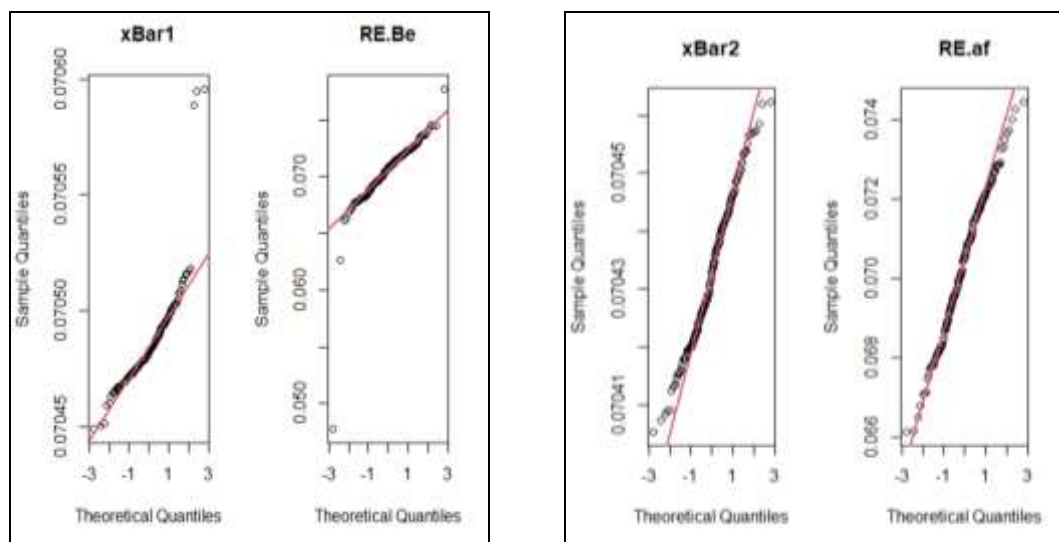 xBar1
RE.Be
xBar2
RE.af
Sample Quantiles
0.07045 0.07050 0.07055 0.07060
-3 -1 1 3
Theoretical Quantiles
Sample Quantiles
0.050 0.060 0.070
-3 -1 1 3
Theoretical Quantiles
Sample Quantiles
0.07041 0.07043 0.07045
-3 -1 1 3
Theoretical Quantiles
Sample Quantiles
0.066 0.068 0.070 0.072 0.074
-3 -1 1 3
Theoretical Quantiles